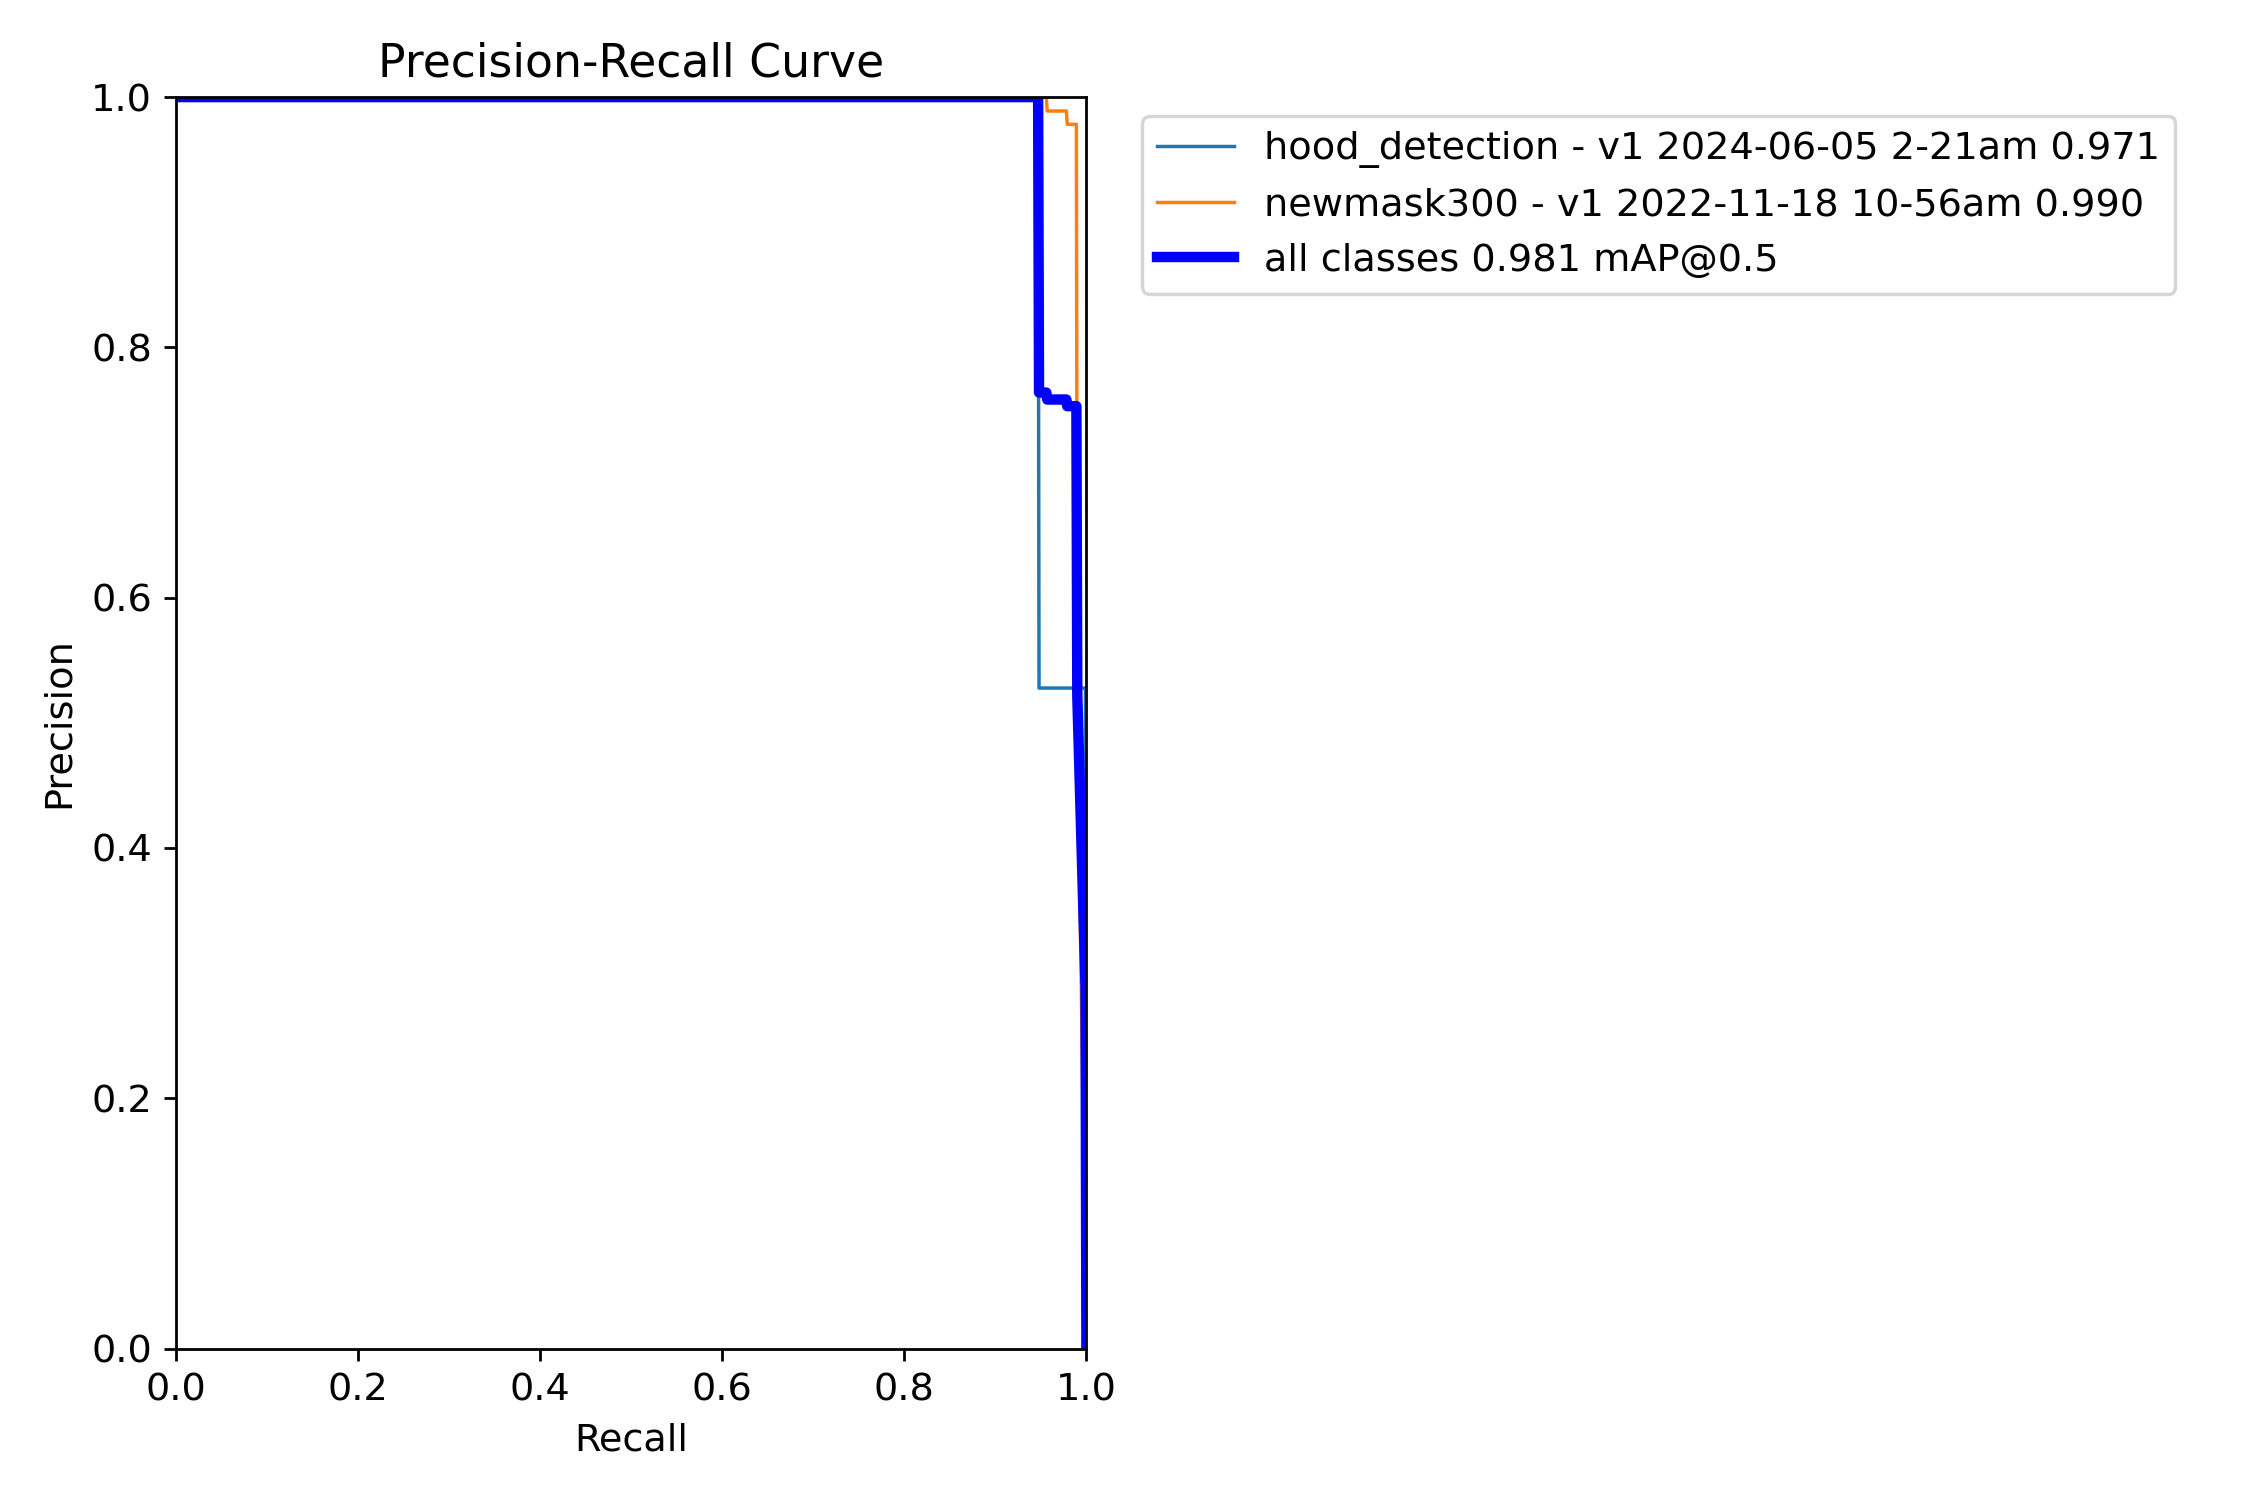 Precision-Recall Curve
1.0
0.8
0.6
0.4
0.2
0.0
Precision
0.0 0.2 0.4 0.6 0.8 1.0
Recall
hood_detection - v1 2024-06-05 2-21am 0.971
newmask300 - v1 2022-11-18 10-56am 0.990
all classes 0.981 mAP@0.5